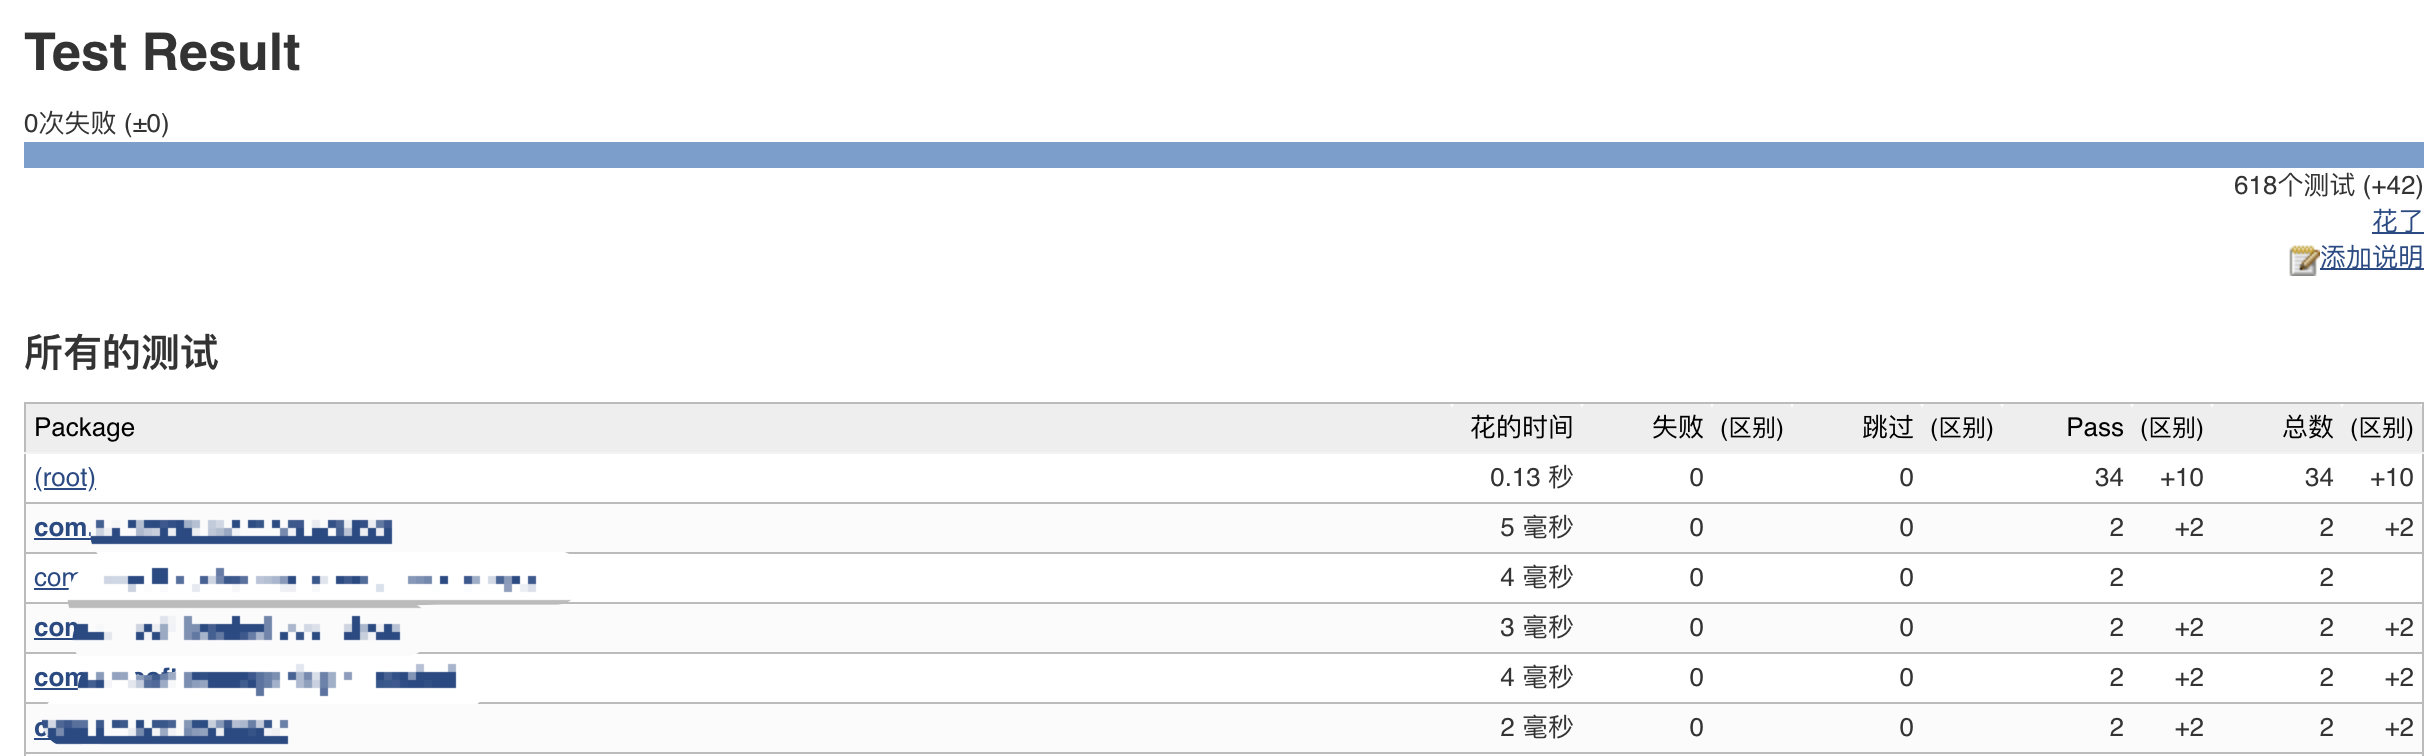 Test Result
0次失败 (±0)
618个测试 (+42)
花了
添加说明
所有的测试
Package 花的时间 失败 (区别) 跳过 (区别) Pass (区别) 总数 (区别)
(root) 0.13 秒 0 0 34 +10 34 +10
com. 5 毫秒 0 0 2 +2 2 +2
com 4 毫秒 0 0 2 2
com 3 毫秒 0 0 2 +2 2 +2
com 4 毫秒 0 0 2 +2 2 +2
2 毫秒 0 0 2 +2 2 +2